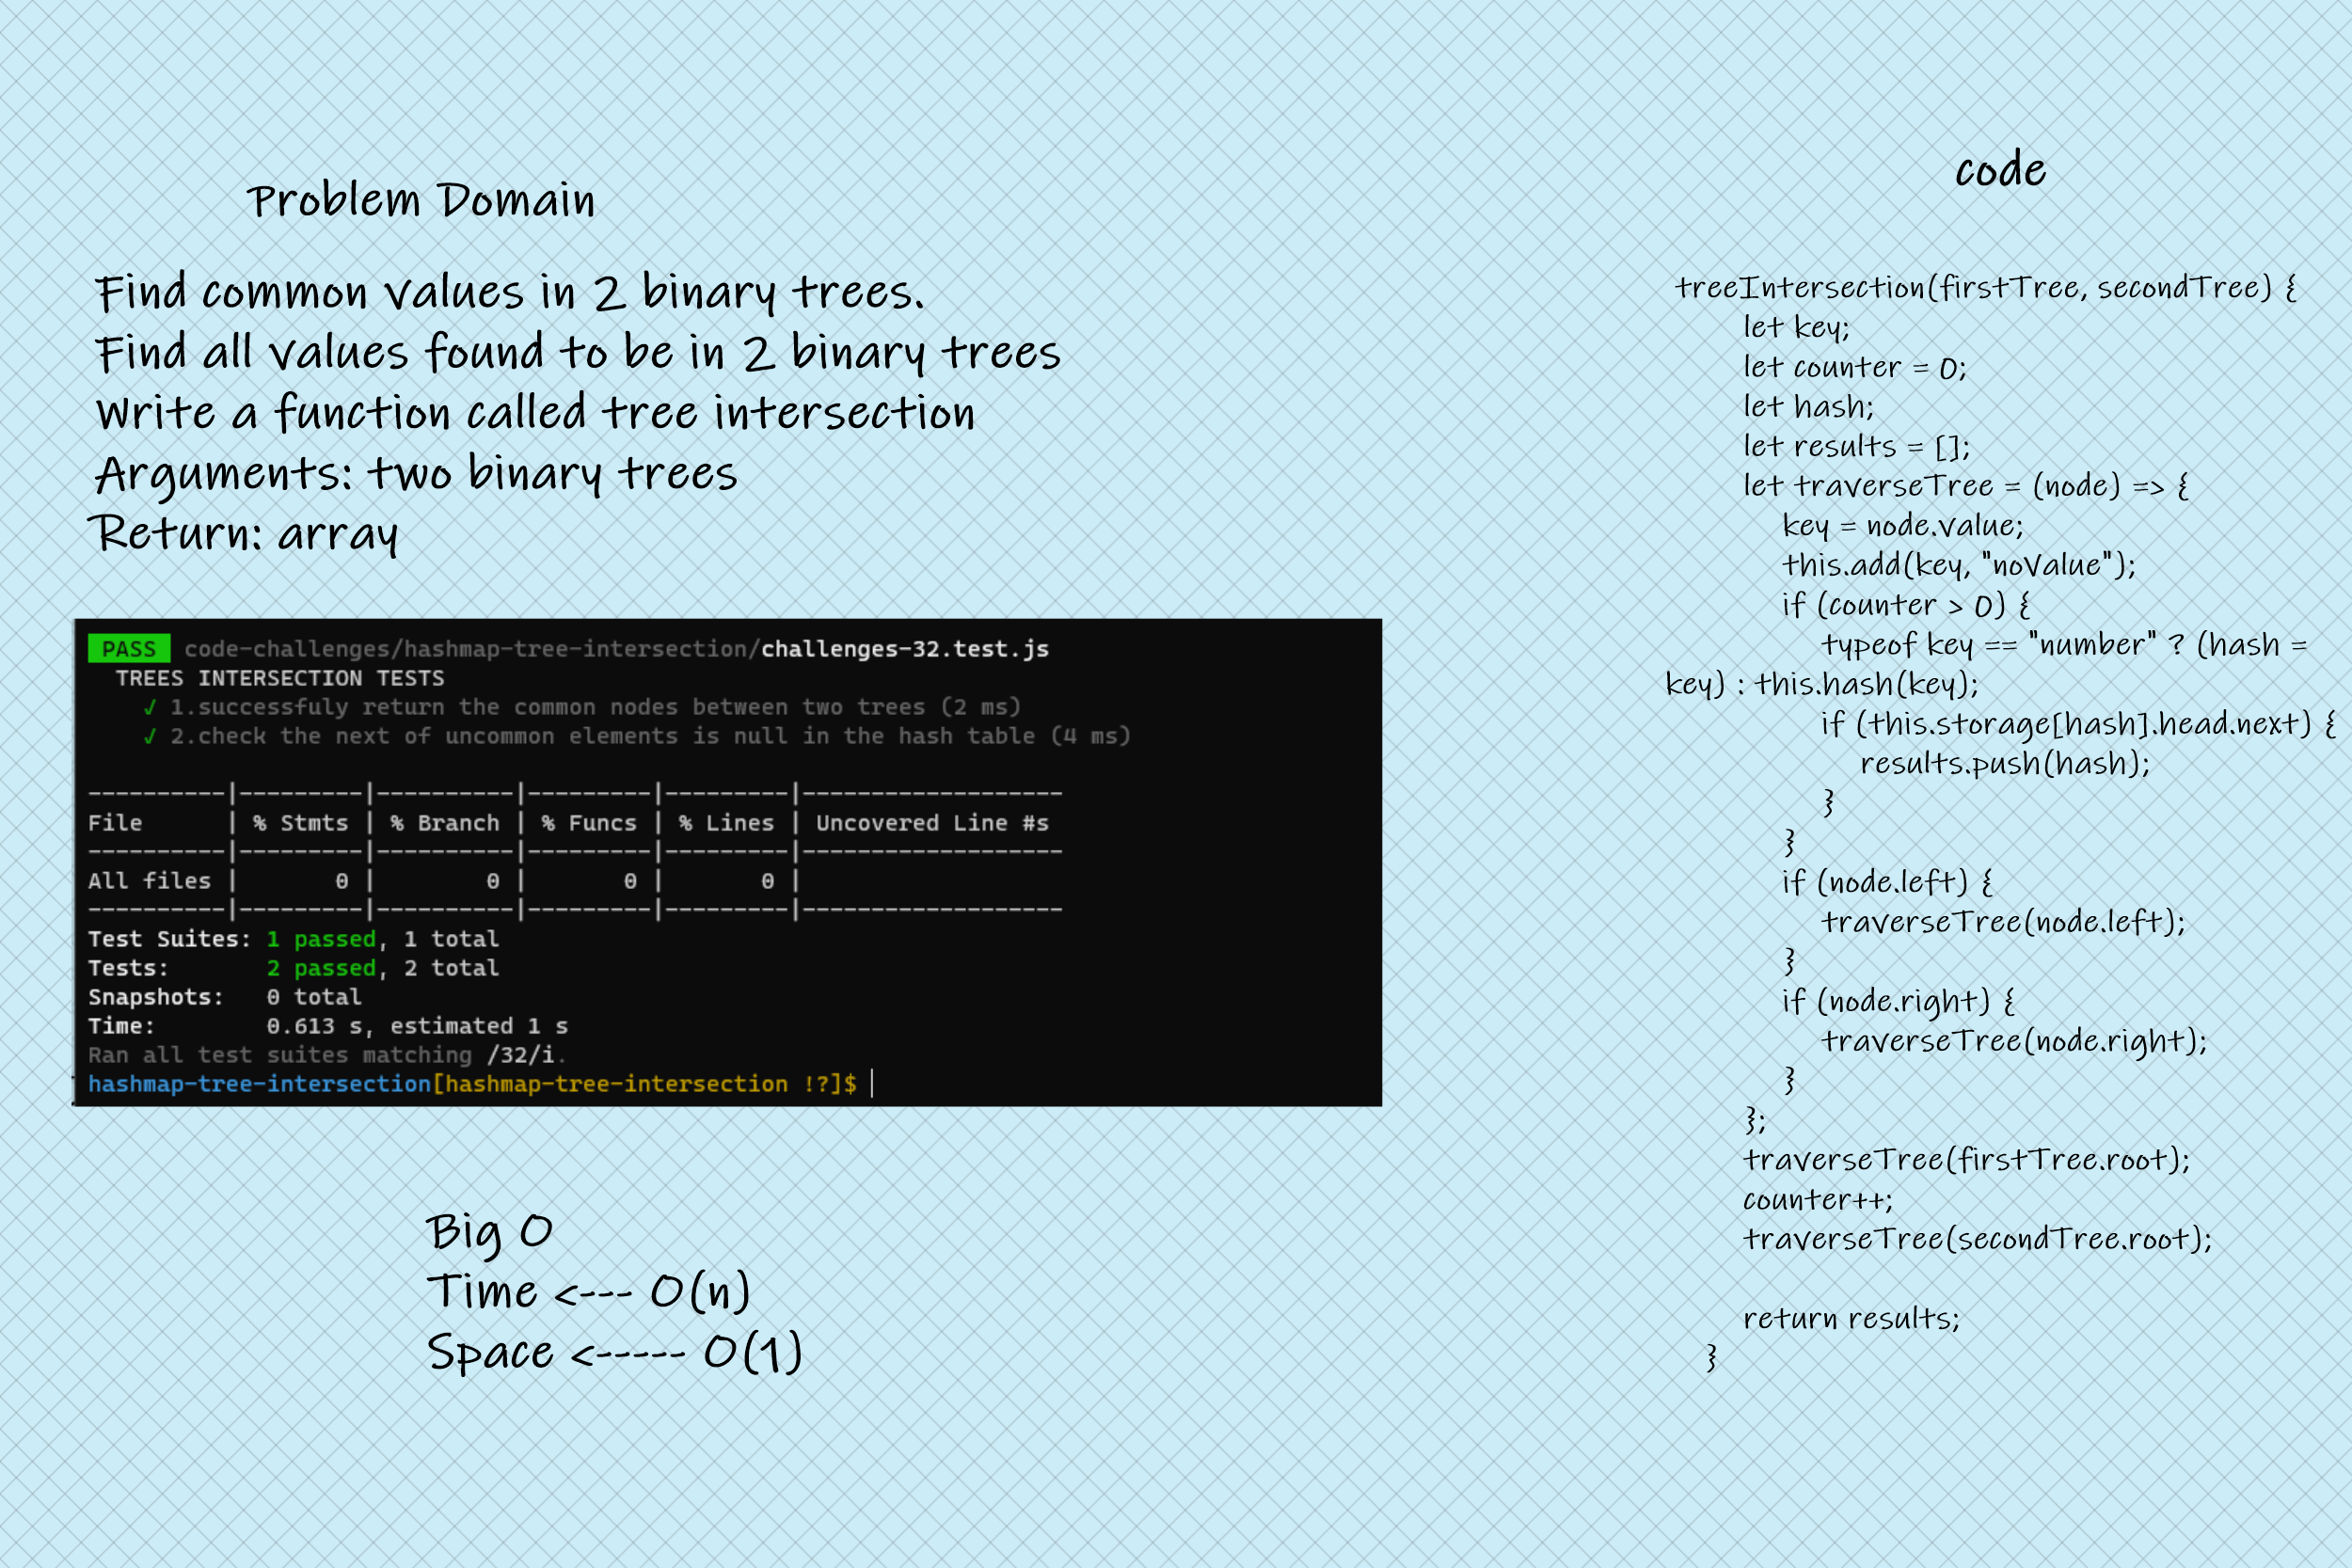 Problem Domain
Find common values in 2 binary trees.
Find all values found to be in 2 binary trees
Write a function called tree intersection
Arguments: two binary trees
Return: array
PASS code-challenges/hashmap-tree-intersection/challenges-32.test.js
TREES INTERSECTION TESTS
✓ 1.successfuly return the common nodes between two trees (2 ms)
✓ 2.check the next of uncommon elements is null in the hash table (4 ms)
----------|---------|----------|---------|---------|-------------------
File      | % Stmts | % Branch | % Funcs | % Lines | Uncovered Line #s
----------|---------|----------|---------|---------|-------------------
All files |       0 |        0 |       0 |       0 |
----------|---------|----------|---------|---------|-------------------
Test Suites: 1 passed, 1 total
Tests:       2 passed, 2 total
Snapshots:   0 total
Time:        0.613 s, estimated 1 s
Ran all test suites matching /32/i.
hashmap-tree-intersection[hashmap-tree-intersection !?]$
Big O
Time <--- O(n)
Space <----- O(1)
code
treeIntersection(firstTree, secondTree) {
let key;
let counter = 0;
let hash;
let results = [];
let traverseTree = (node) => {
key = node.value;
this.add(key, "noValue");
if (counter > 0) {
typeof key == "number" ? (hash =
key) : this.hash(key);
if (this.storage[hash].head.next) {
results.push(hash);
}
}
if (node.left) {
traverseTree(node.left);
}
if (node.right) {
traverseTree(node.right);
}
};
traverseTree(firstTree.root);
counter++;
traverseTree(secondTree.root);
return results;
}